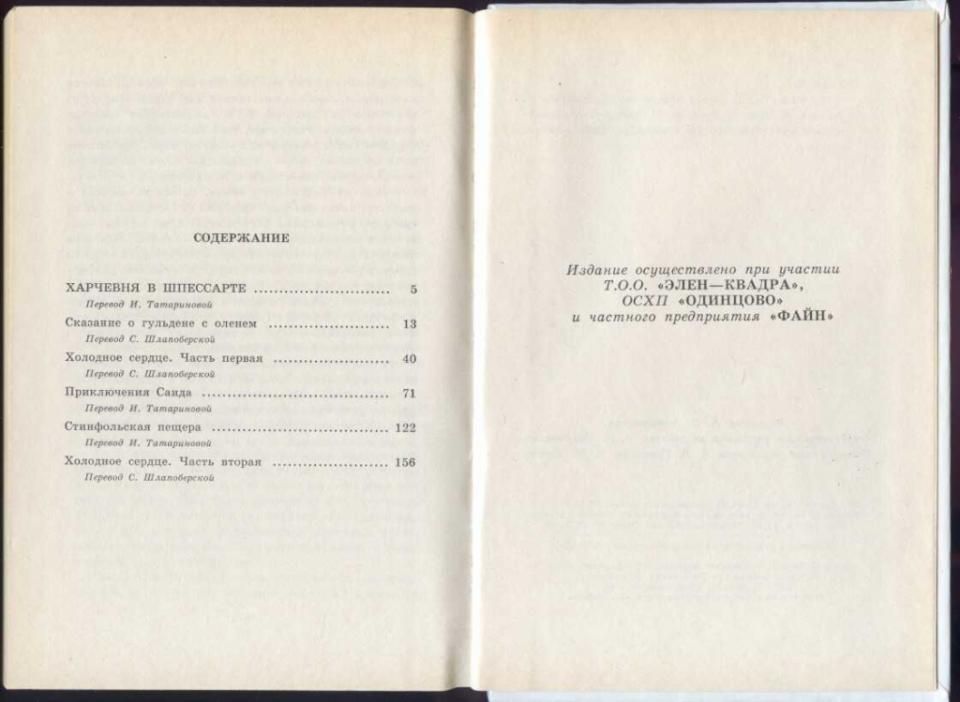 СОДЕРЖАНИЕ
ХАРЧЕВНЯ В ШПЕССАРТЕ .............................. 5
Перевод И. Татариновой
Сказание о гульдене с оленем .......................... 13
Перевод С. Шлапоберской
Холодное сердце. Часть первая ......................... 40
Перевод С. Шлапоберской
Приключения Саида ........................................ 71
Перевод И. Татариновой
Стинфольская пещера ...................................... 122
Перевод И. Татариновой
Холодное сердце. Часть вторая ......................... 156
Перевод С. Шлапоберской
Издание осуществлено при участии
Т.О.О. «ЭЛЕН—КВАДРА»,
ОСХП «ОДИНЦОВО»
и частного предприятия «ФАЙН»